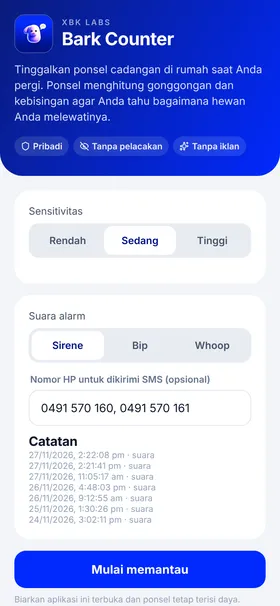 XBK LABS
Bark Counter
Tinggalkan ponsel cadangan di rumah saat Anda
pergi. Ponsel menghitung gonggongan dan
kebisingan agar Anda tahu bagaimana hewan
Anda melewatinya.
Pribadi
Tanpa pelacakan
Tanpa iklan
Sensitivitas
Rendah
Sedang
Tinggi
Suara alarm
Sirene
Bip
Whoop
Nomor HP untuk dikirimi SMS (opsional)
0491 570 160, 0491 570 161
Catatan
27/11/2026, 2:22:08 pm · suara
27/11/2026, 2:21:41 pm · suara
27/11/2026, 11:05:17 am · suara
26/11/2026, 4:48:03 pm · suara
26/11/2026, 9:12:55 am · suara
25/11/2026, 1:30:26 pm · suara
24/11/2026, 3:02:11 pm · suara
Mulai memantau
Biarkan aplikasi ini terbuka dan ponsel tetap terisi daya.